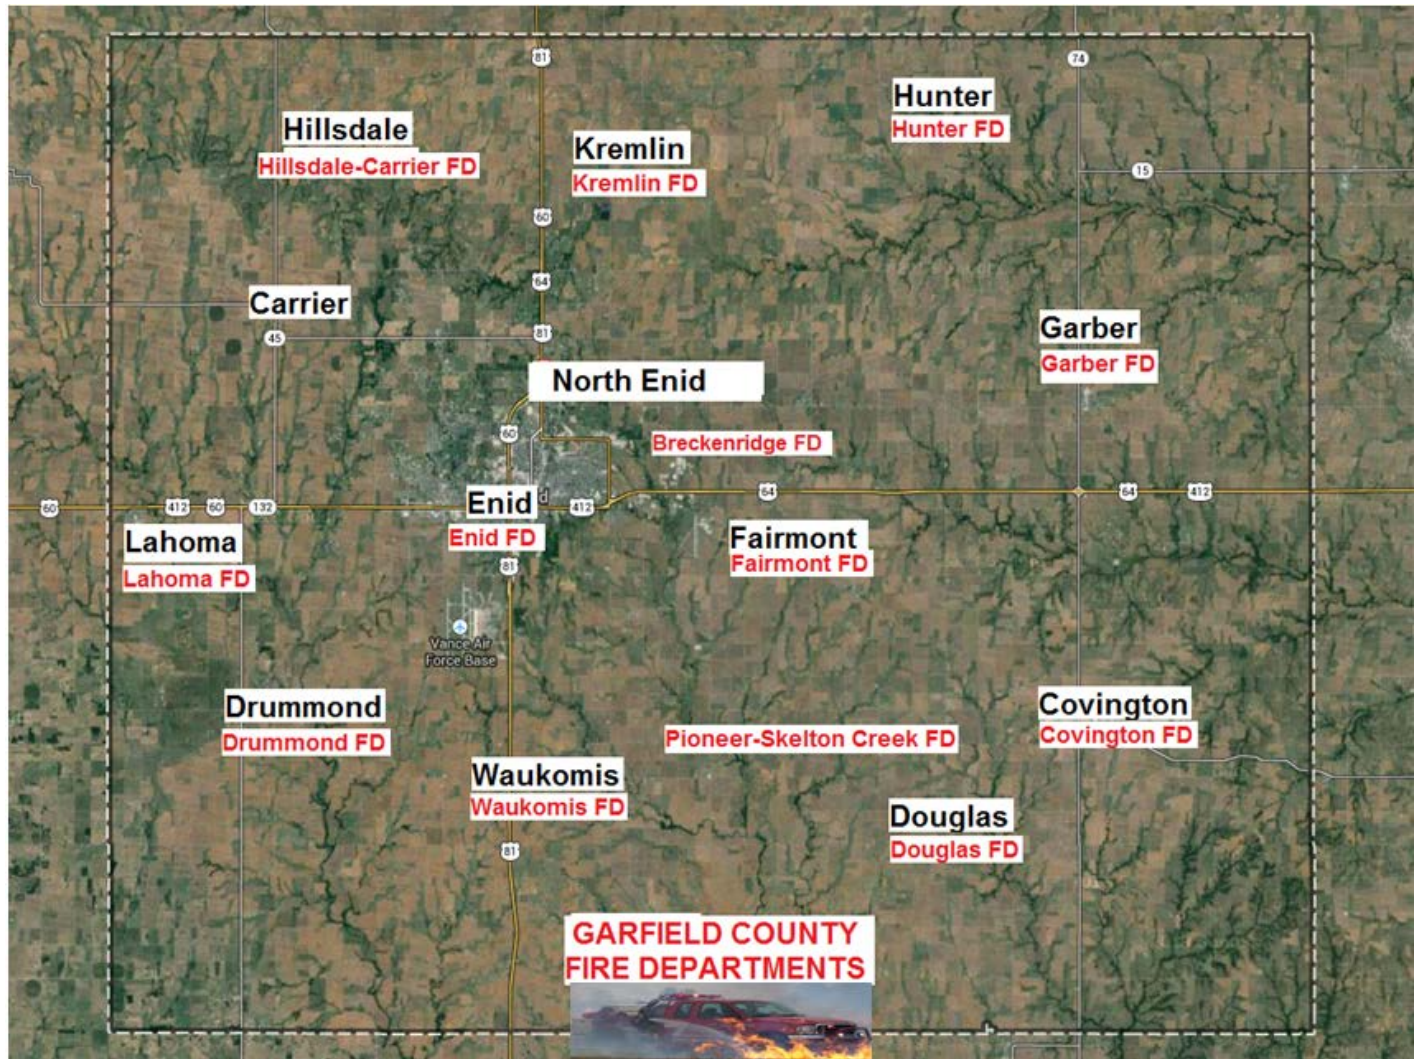 81
74
Hunter
Hunter FD
Hillsdale
Hillsdale-Carrier FD
Kremlin
Kremlin FD
15
60
64
Carrier
45
81
Garber
Garber FD
North Enid
60
Breckenridge FD
Enid
Enid FD
60
412
60
132
412
64
64
412
Lahoma
Lahoma FD
Fairmont
Fairmont FD
81
Vance Air
Force Base
Drummond
Drummond FD
Covington
Covington FD
Pioneer-Skelton Creek FD
Waukomis
Waukomis FD
Douglas
Douglas FD
81
GARFIELD COUNTY
FIRE DEPARTMENTS